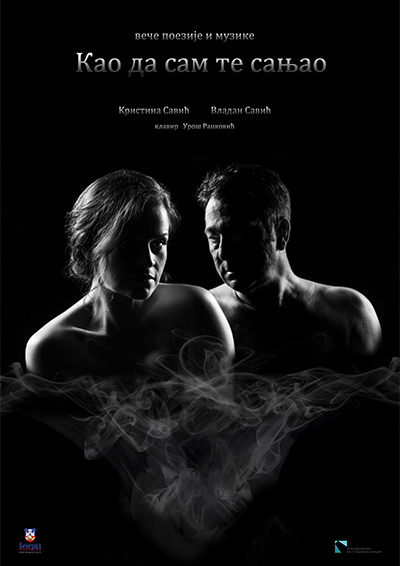 вече поезије и музике
Као да сам те сањао
Кристина Савић Владан Савић
клавир Урош Ранковић
Београд